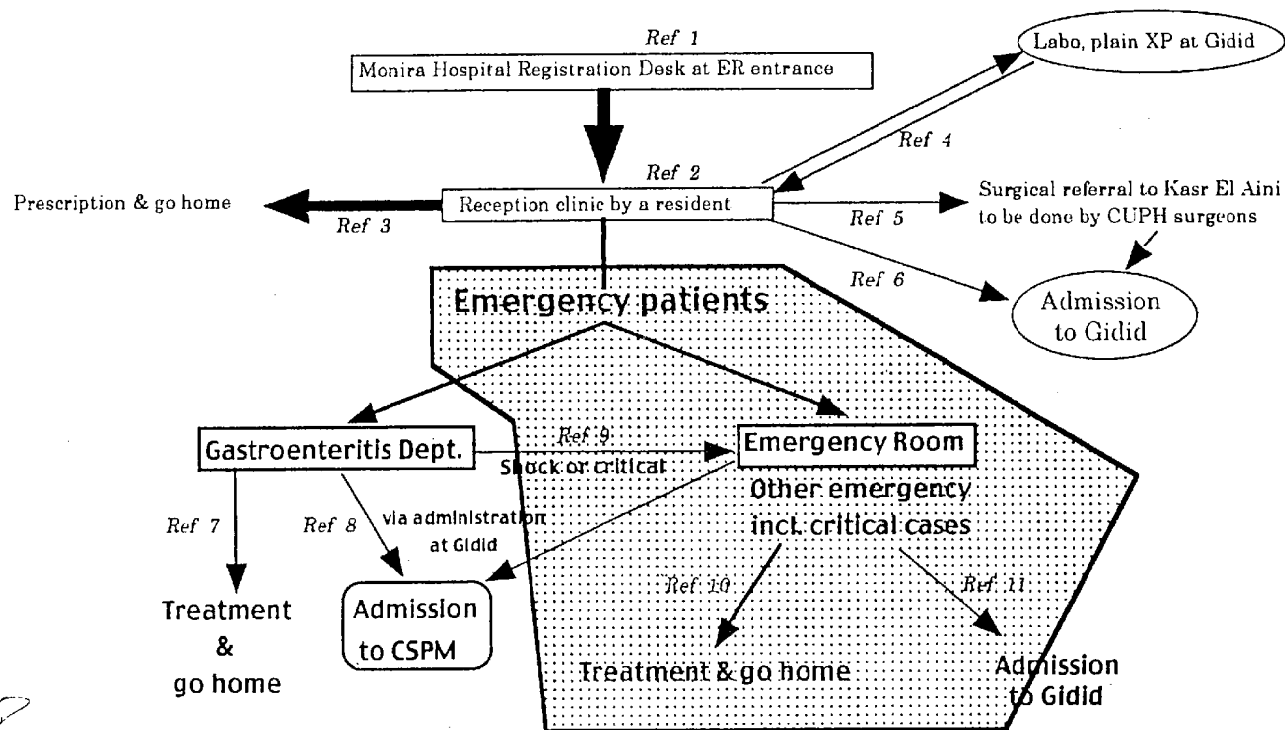 Ref 1
Monira Hospital Registration Desk at ER entrance
Labo, plain XP at Gidid
Ref 4
Ref 2
Reception clinic by a resident
Prescription & go home
Ref 3
Ref 5
Surgical referral to Kasr El Aini
to be done by CUPH surgeons
Ref 6
Admission
to Gidid
Emergency patients
Gastroenteritis Dept.
Ref 9
Shock or critical
Emergency Room
Other emergency
incl. critical cases
Ref 7
Ref 8
via administration
at Gidid
Ref 10
Ref 11
Treatment
&
go home
Admission
to CSPM
Treatment & go home
Admission
to Gidid